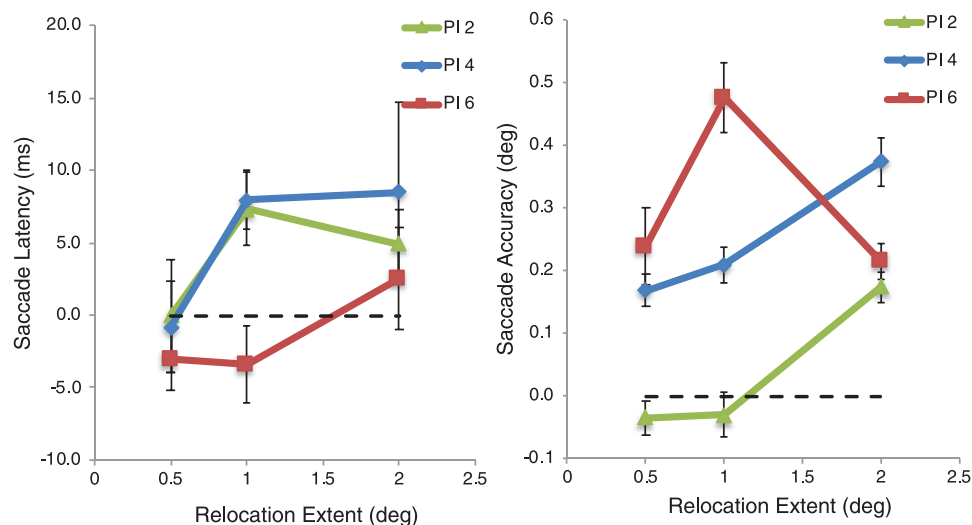 20.0
15.0
10.0
5.0
0.0
-5.0
-10.0
Saccade Latency (ms)
PI 2
PI 4
PI 6
0 0.5 1 1.5 2 2.5
Relocation Extent (deg)
0.6
0.5
0.4
0.3
0.2
0.1
0.0
-0.1
Saccade Accuracy (deg)
PI 2
PI 4
PI 6
0 0.5 1 1.5 2 2.5
Relocation Extent (deg)